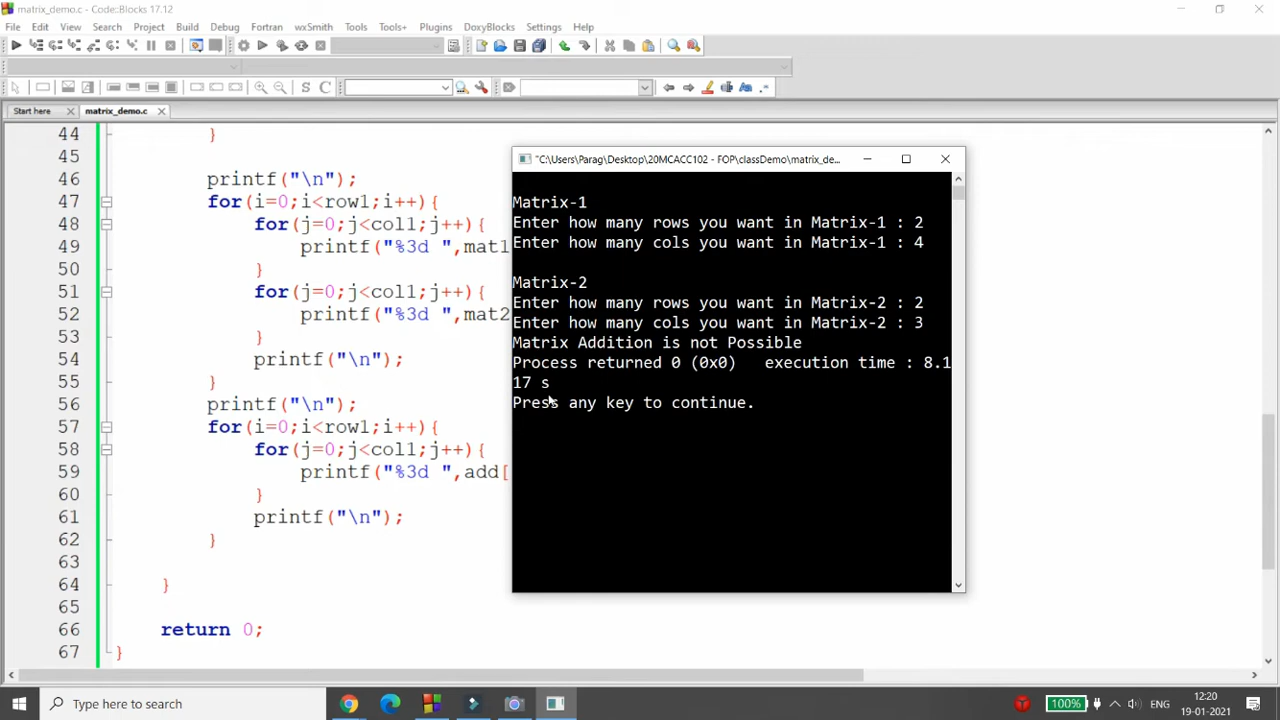 matrix_demo.c - Code::Blocks 17.12
File Edit View Search Project Build Debug Fortran wxSmith Tools Tools+ Plugins DoxyBlocks Settings Help
S C
Start here matrix_demo.c
44 }
45
46 printf("\n");
47 for(i=0;i<row1;i++){
48 for(j=0;j<col1;j++){
49 printf("%3d ",mat1
50 }
51 for(j=0;j<col1;j++){
52 printf("%3d ",mat2
53 }
54 printf("\n");
55 }
56 printf("\n");
57 for(i=0;i<row1;i++){
58 for(j=0;j<col1;j++){
59 printf("%3d ",add[
60 }
61 printf("\n");
62 }
63
64 }
65
66 return 0;
67 }
"C:\Users\Parag\Desktop\20MCACC102 - FOP\classDemo\matrix_de...
Matrix-1
Enter how many rows you want in Matrix-1 : 2
Enter how many cols you want in Matrix-1 : 4
Matrix-2
Enter how many rows you want in Matrix-2 : 2
Enter how many cols you want in Matrix-2 : 3
Matrix Addition is not Possible
Process returned 0 (0x0) execution time : 8.1
17 s
Press any key to continue.
Type here to search
100%
ENG
12:20
19-01-2021